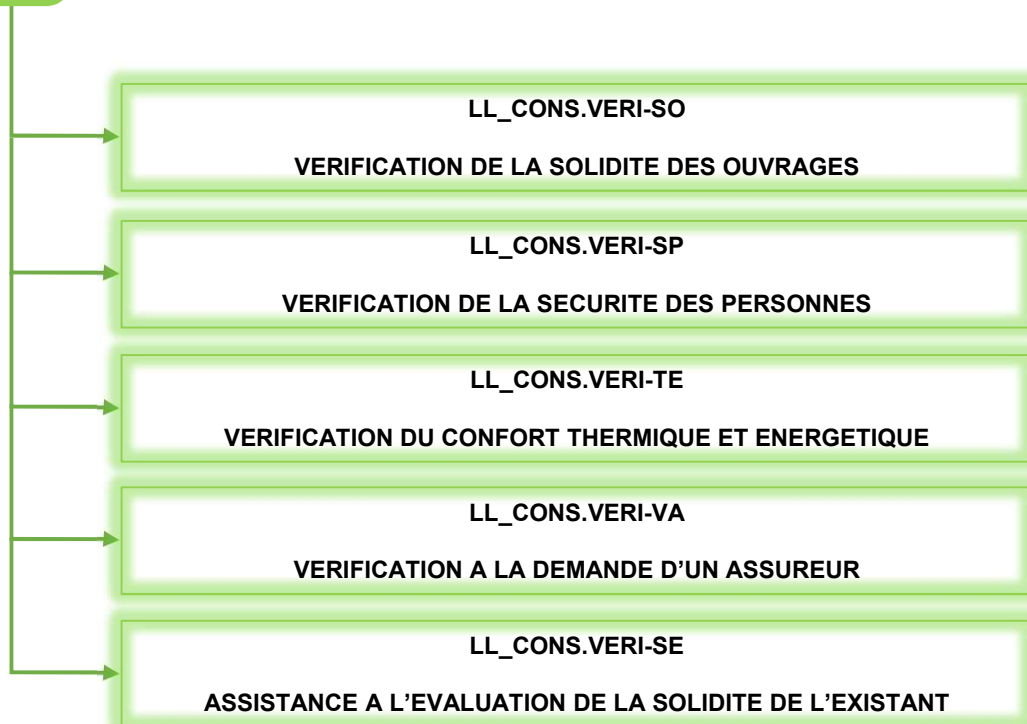 LL_CONS.VERI-SO
VERIFICATION DE LA SOLIDITE DES OUVRAGES
LL_CONS.VERI-SP
VERIFICATION DE LA SECURITE DES PERSONNES
LL_CONS.VERI-TE
VERIFICATION DU CONFORT THERMIQUE ET ENERGETIQUE
LL_CONS.VERI-VA
VERIFICATION A LA DEMANDE D’UN ASSUREUR
LL_CONS.VERI-SE
ASSISTANCE A L’EVALUATION DE LA SOLIDITE DE L’EXISTANT